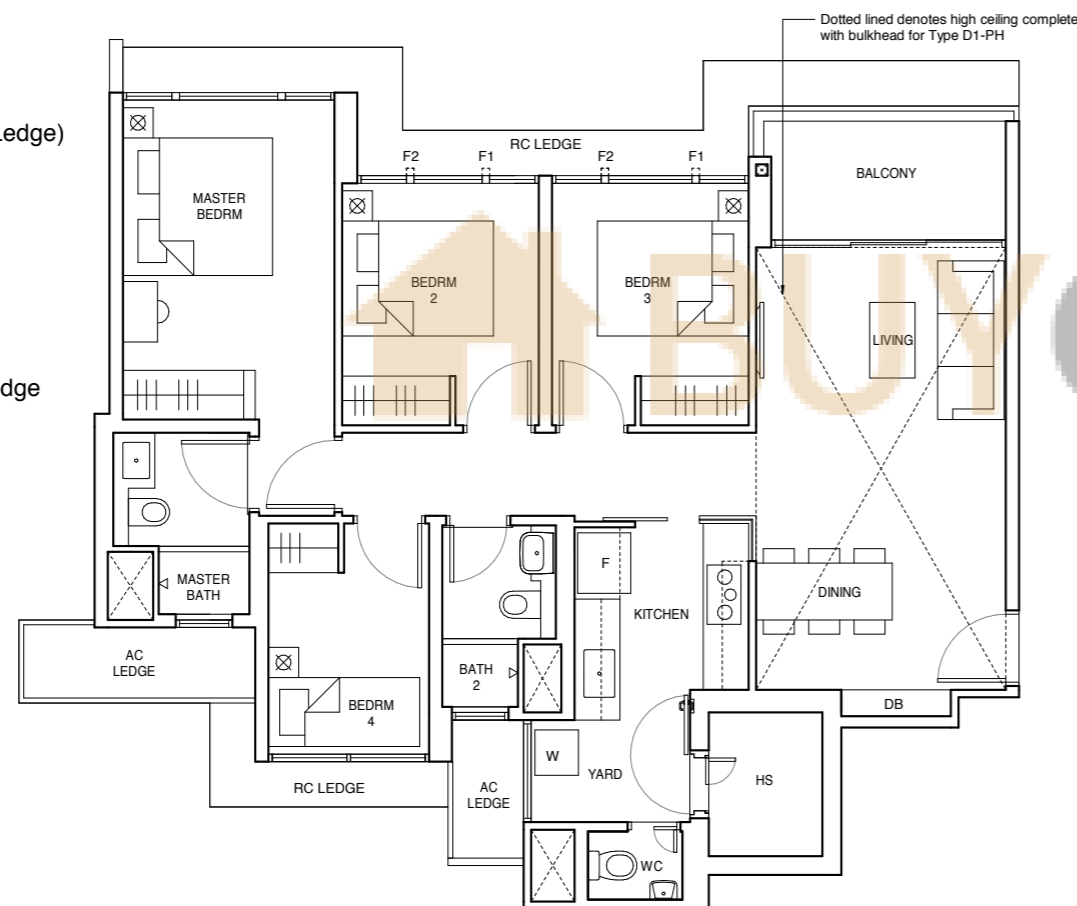 Dotted lined denotes high ceiling complete
with bulkhead for Type D1-PH
Ledge)
RC LEDGE
F2
F1
F2
F1
BALCONY
MASTER
BEDRM
BEDRM
2
BEDRM
3
BUY
LIVING
dge
F
MASTER
BATH
KITCHEN
DINING
AC
LEDGE
BATH
2
BEDRM
4
DB
W
YARD
HS
RC LEDGE
AC
LEDGE
WC